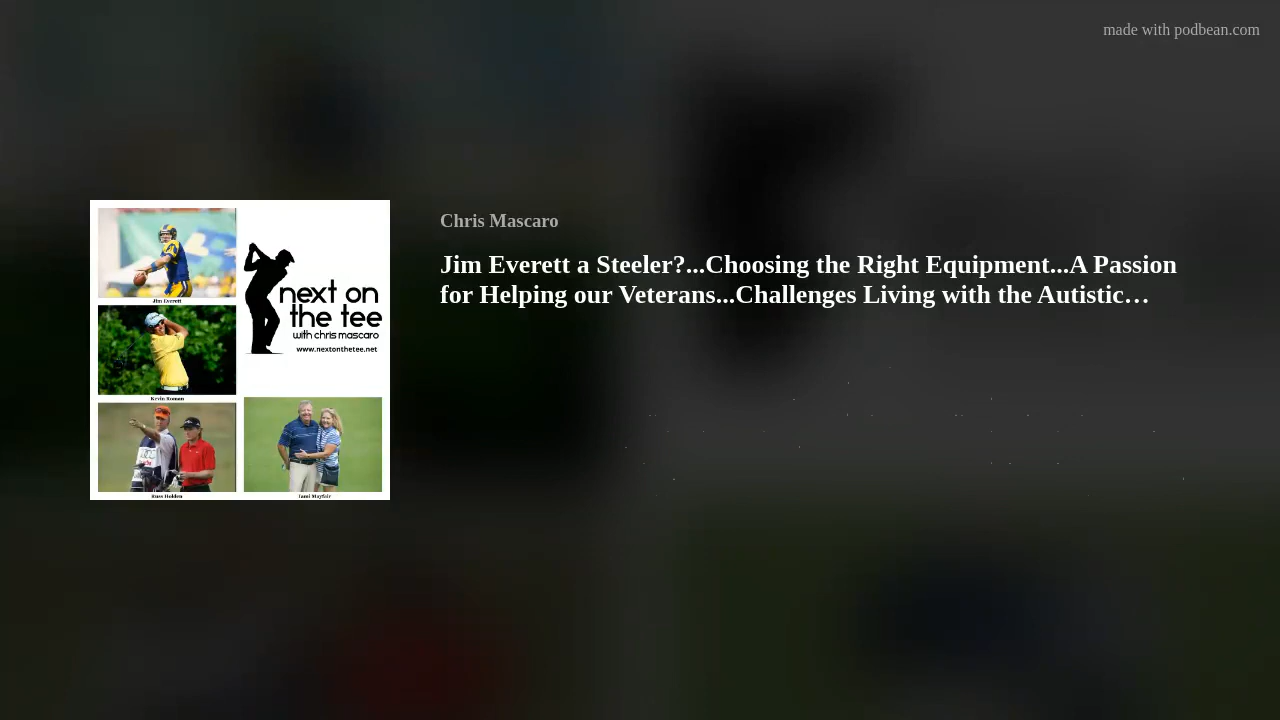 made with podbean.com
Chris Mascaro
Jim Everett a Steeler?...Choosing the Right Equipment...A Passion
for Helping our Veterans...Challenges Living with the Autistic…
Jim Everett
next on
the tee
with chris mascaro
www.nextonthetee.net
Kevin Roman
Russ Holden
Tami Mayfair